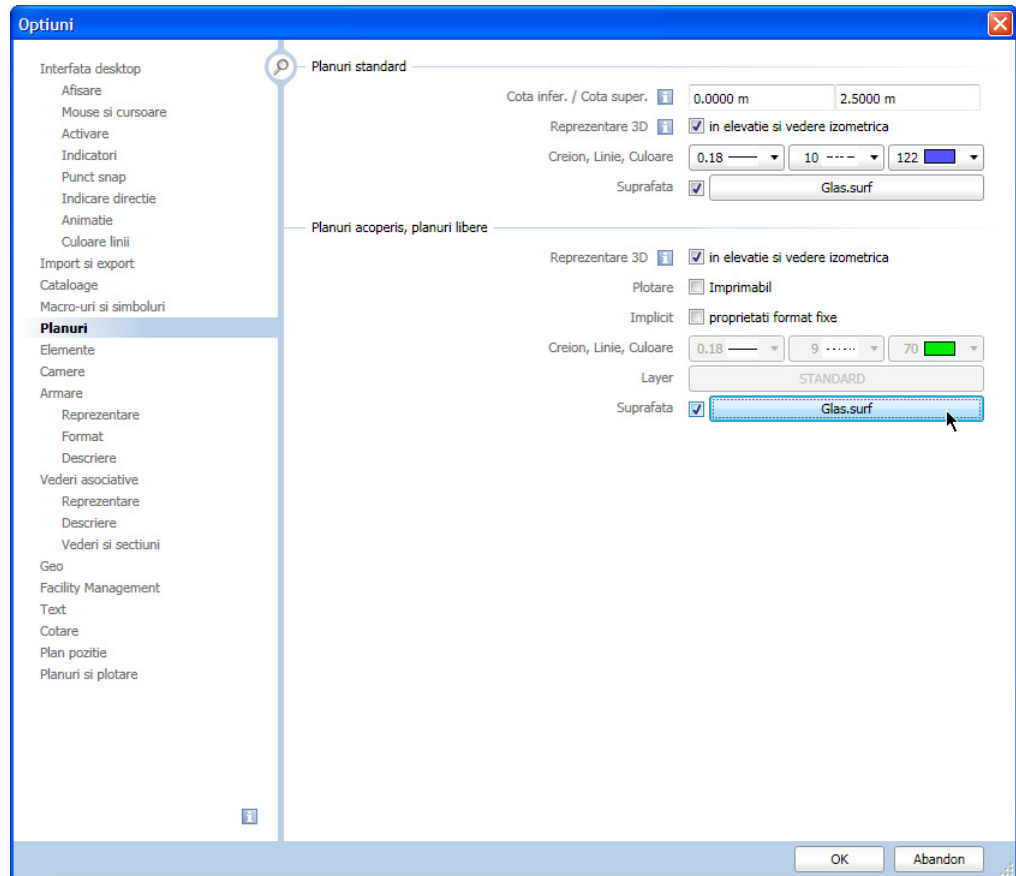 Optiuni
Interfata desktop
Afisare
Mouse si cursoare
Activare
Indicatori
Punct snap
Indicare directie
Animatie
Culoare linii
Import si export
Cataloage
Macro-uri si simboluri
Planuri
Elemente
Camere
Armare
Reprezentare
Format
Descriere
Vederi asociative
Reprezentare
Descriere
Vederi si sectiuni
Geo
Facility Management
Text
Cotare
Plan pozitie
Planuri si plotare
Planuri standard
Cota infer. / Cota super. 0.0000 m 2.5000 m
Reprezentare 3D in elevatie si vedere izometrica
Creion, Linie, Culoare 0.18 10 122
Suprafata Glas.surf
Planuri acoperis, planuri libere
Reprezentare 3D in elevatie si vedere izometrica
Plotare Imprimabil
Implicit proprietati format fixe
Creion, Linie, Culoare 0.18 9 70
Layer STANDARD
Suprafata Glas.surf
OK Abandon